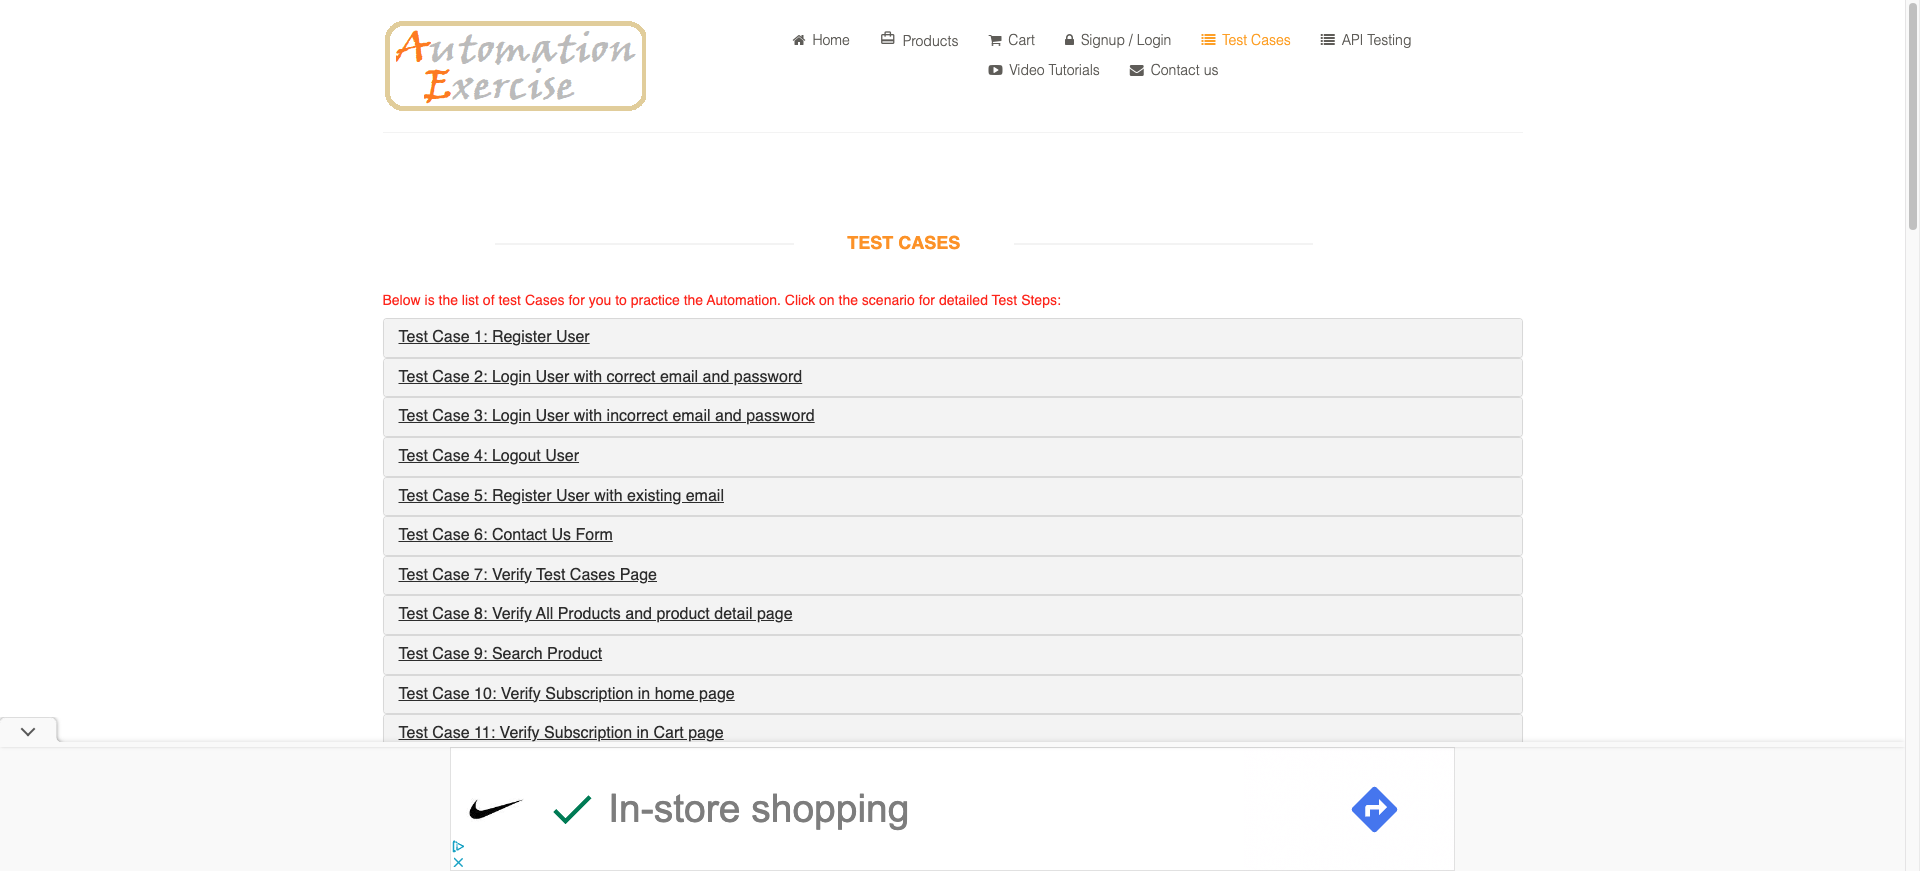 Automation
Exercise
Home
Products
Cart
Signup / Login
Test Cases
API Testing
Video Tutorials
Contact us
TEST CASES
Below is the list of test Cases for you to practice the Automation. Click on the scenario for detailed Test Steps:
Test Case 1: Register User
Test Case 2: Login User with correct email and password
Test Case 3: Login User with incorrect email and password
Test Case 4: Logout User
Test Case 5: Register User with existing email
Test Case 6: Contact Us Form
Test Case 7: Verify Test Cases Page
Test Case 8: Verify All Products and product detail page
Test Case 9: Search Product
Test Case 10: Verify Subscription in home page
Test Case 11: Verify Subscription in Cart page
In-store shopping